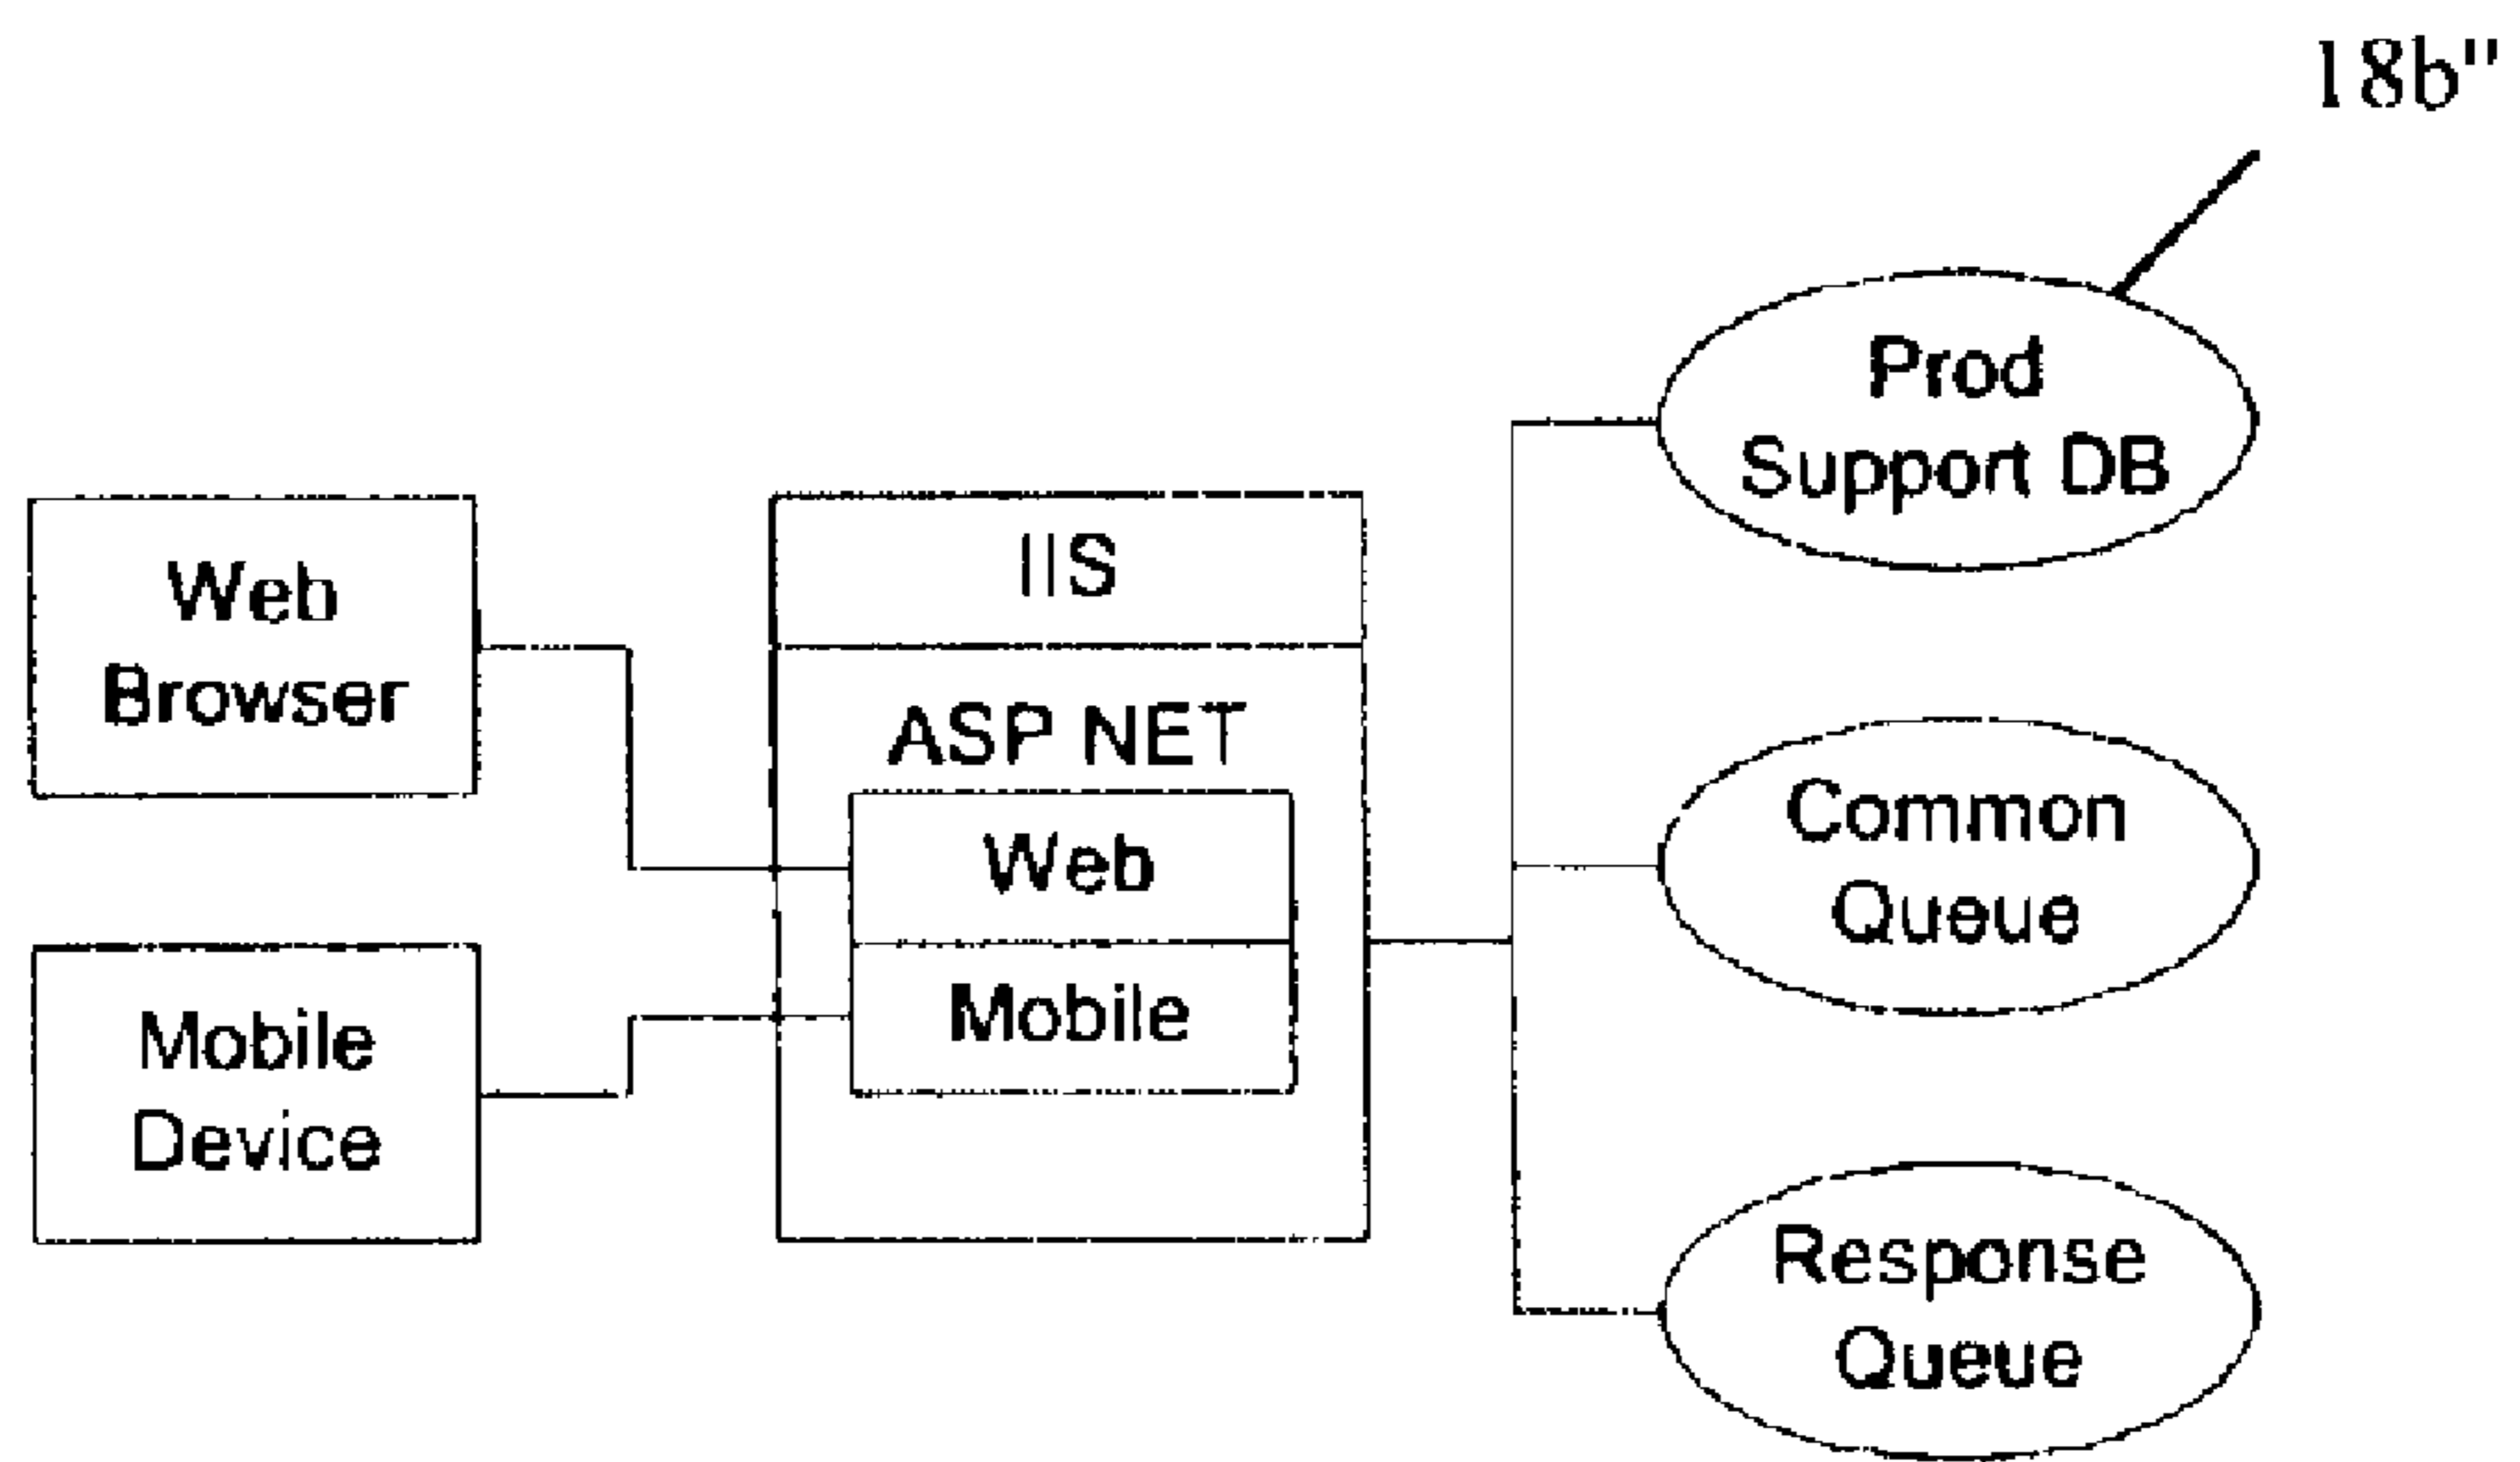 18b"
Prod
Support DB
IIS
Web
Browser
ASP NET
Common
Queue
Web
Mobile
Mobile
Device
Response
Queue